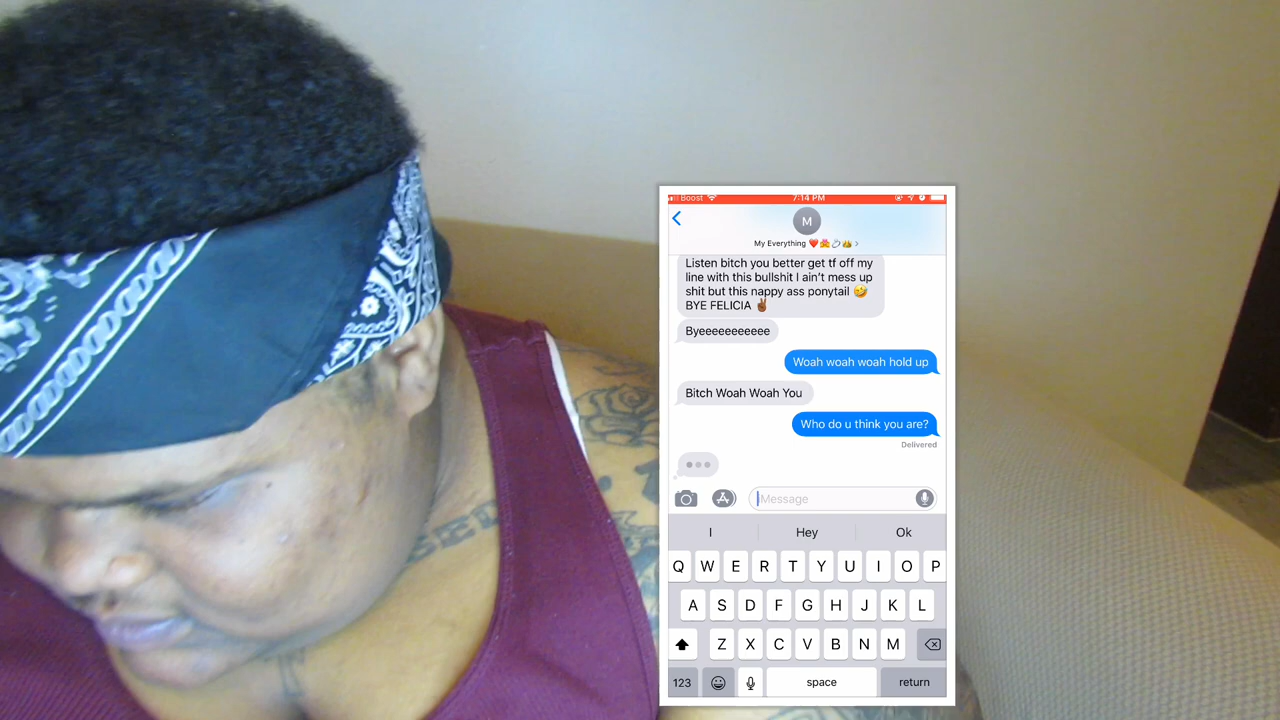 Boost 7:14 PM
M
My Everything ❤️💏💍👑 >
Listen bitch you better get tf off my
line with this bullshit I ain't mess up
shit but this nappy ass ponytail 🤣
BYE FELICIA ✌🏾
Byeeeeeeeeeee
Woah woah woah hold up
Bitch Woah Woah You
Who do u think you are?
Delivered
Message
I Hey Ok
Q W E R T Y U I O P
A S D F G H J K L
Z X C V B N M
123 space return